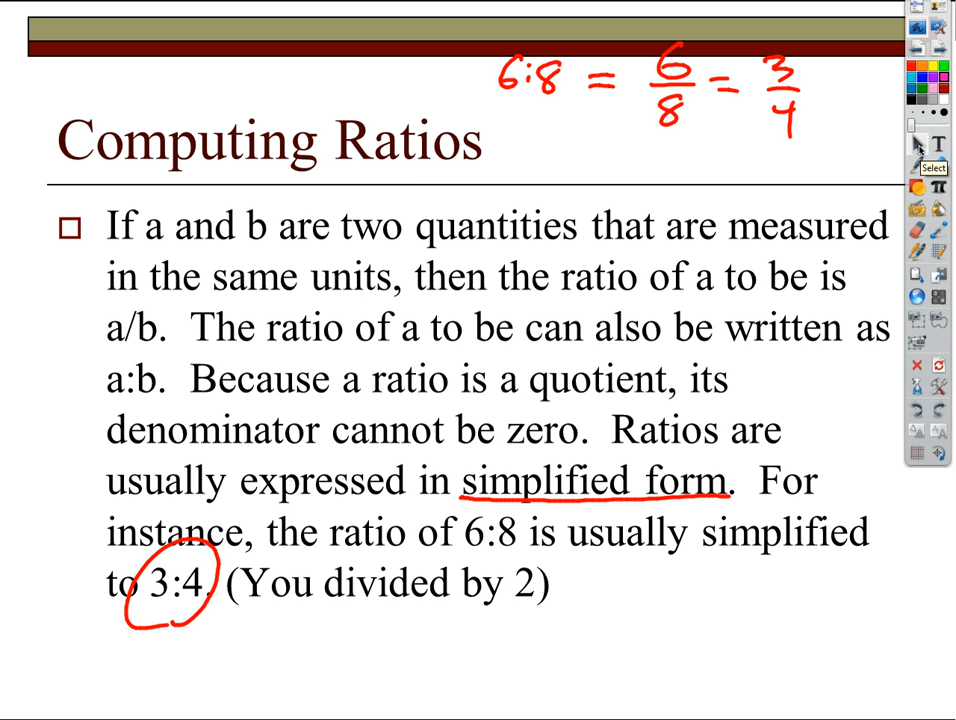 6:8 = 6/8 = 3/4
Computing Ratios
If a and b are two quantities that are measured
in the same units, then the ratio of a to be is
a/b. The ratio of a to be can also be written as
a:b. Because a ratio is a quotient, its
denominator cannot be zero. Ratios are
usually expressed in simplified form. For
instance, the ratio of 6:8 is usually simplified
to 3:4. (You divided by 2)
T
Select
π